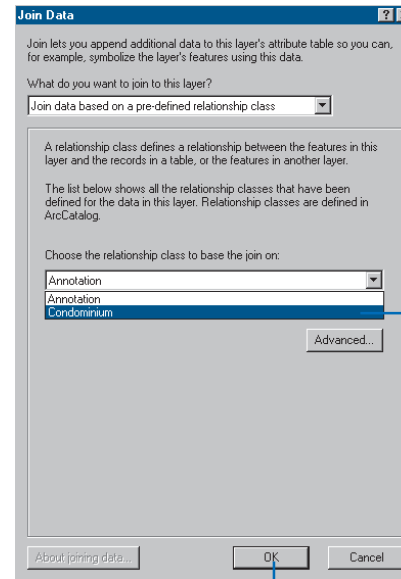 Join Data
Join lets you append additional data to this layer's attribute table so you can,
for example, symbolize the layer's features using this data.
What do you want to join to this layer?
Join data based on a pre-defined relationship class
A relationship class defines a relationship between the features in this
layer and the records in a table, or the features in another layer.
The list below shows all the relationship classes that have been
defined for the data in this layer. Relationship classes are defined in
ArcCatalog.
Choose the relationship class to base the join on:
Annotation
Annotation
Condominium
Advanced...
About joining data...
OK
Cancel